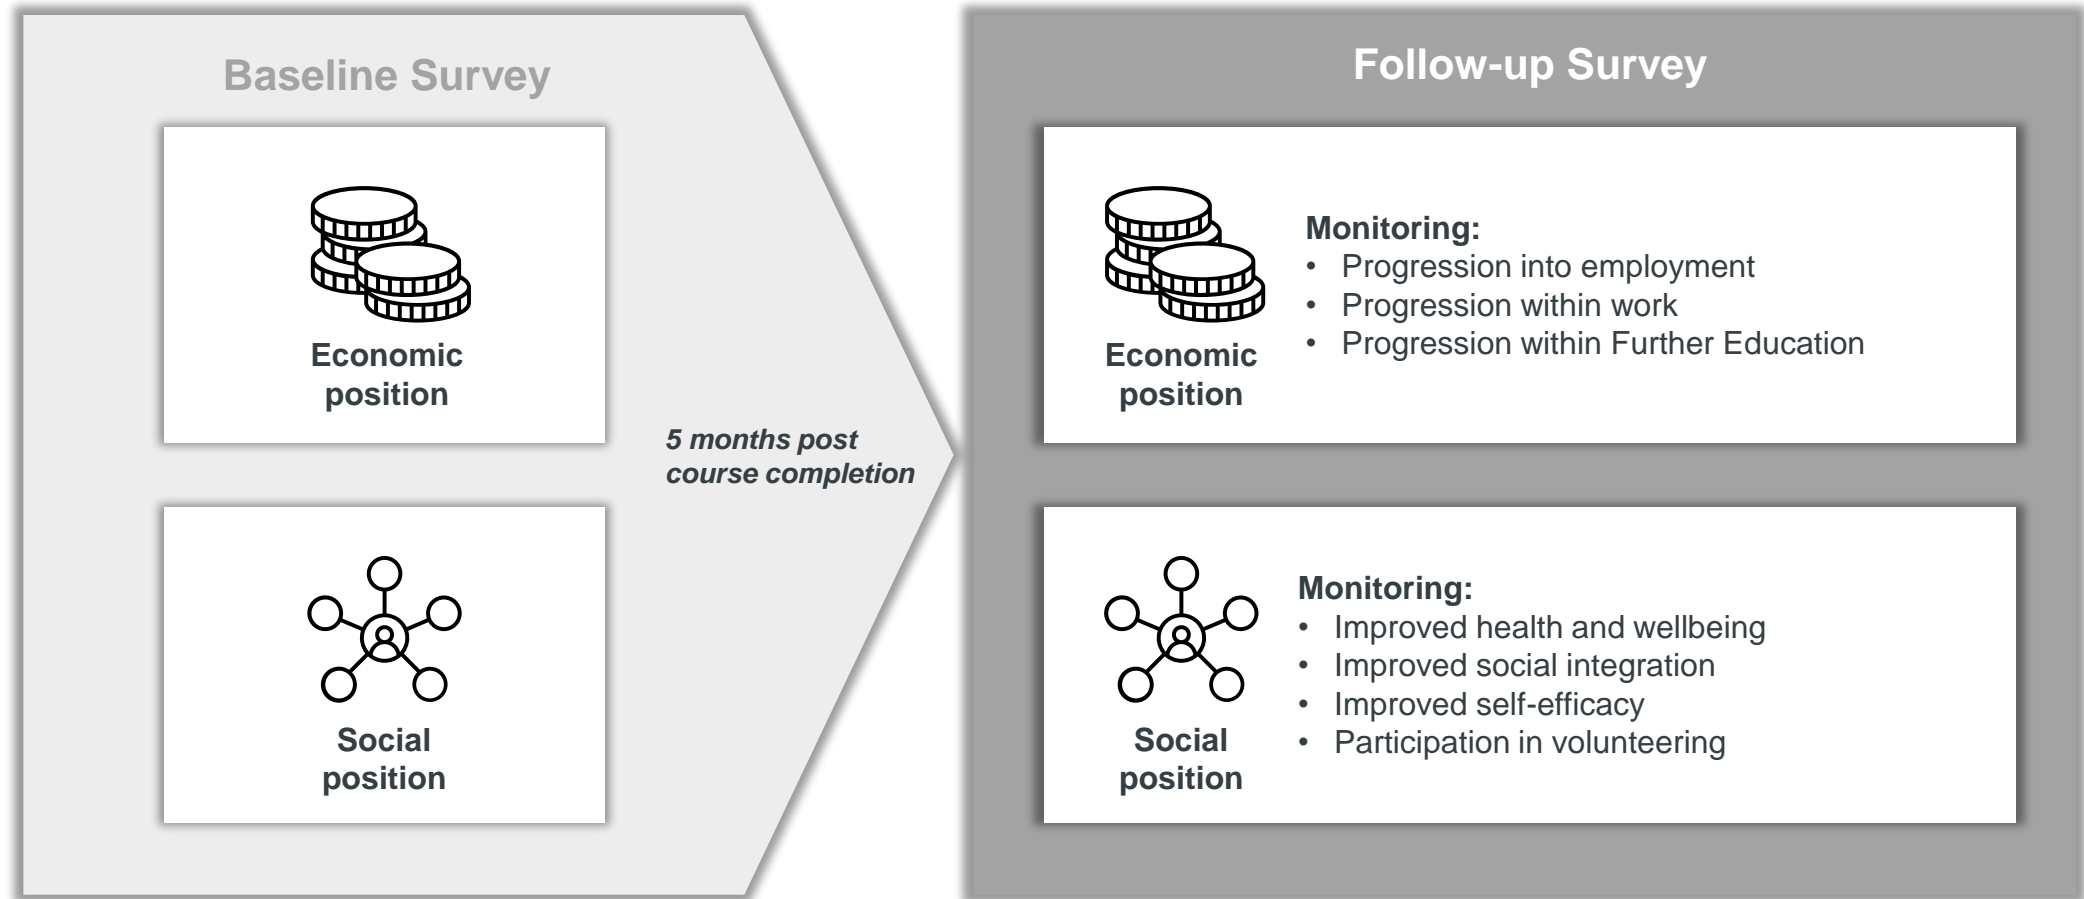 Baseline Survey
Economic
position
Social
position
5 months post
course completion
Follow-up Survey
Economic
position
Monitoring:
• Progression into employment
• Progression within work
• Progression within Further Education
Social
position
Monitoring:
• Improved health and wellbeing
• Improved social integration
• Improved self-efficacy
• Participation in volunteering